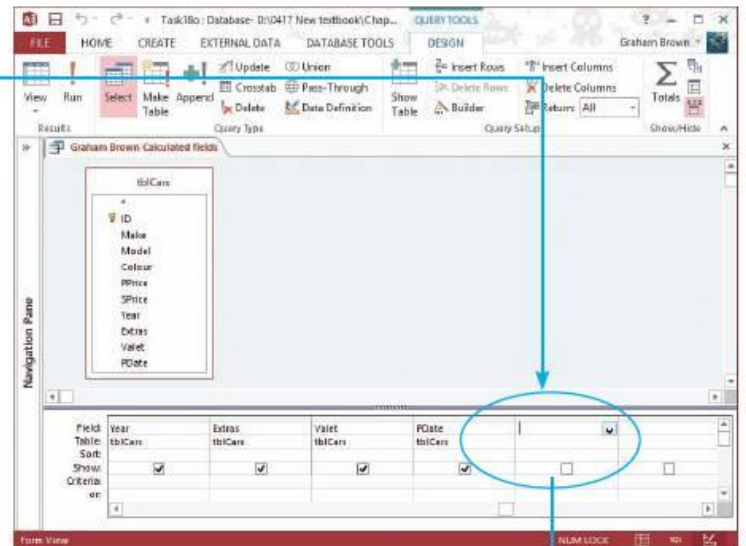 Task18o : Database- D:\0417 New textbook\Chap...
QUERY TOOLS
FILE HOME CREATE EXTERNAL DATA DATABASE TOOLS DESIGN Graham Brown
View Run Select Make Table Append Update Crosstab Delete Union Pass-Through Data Definition Show Table Insert Rows Delete Rows Builder Insert Columns Delete Columns Return: All Totals
Results Query Type Query Setup Show/Hide
Graham Brown Calculated fields
tblCars
*
ID
Make
Model
Colour
PPrice
SPrice
Year
Extras
Valet
PDate
Navigation Pane
Field: Year Extras Valet PDate
Table: tblCars tblCars tblCars tblCars
Sort:
Show:
Criteria:
or:
Form View NUM LOCK SQL